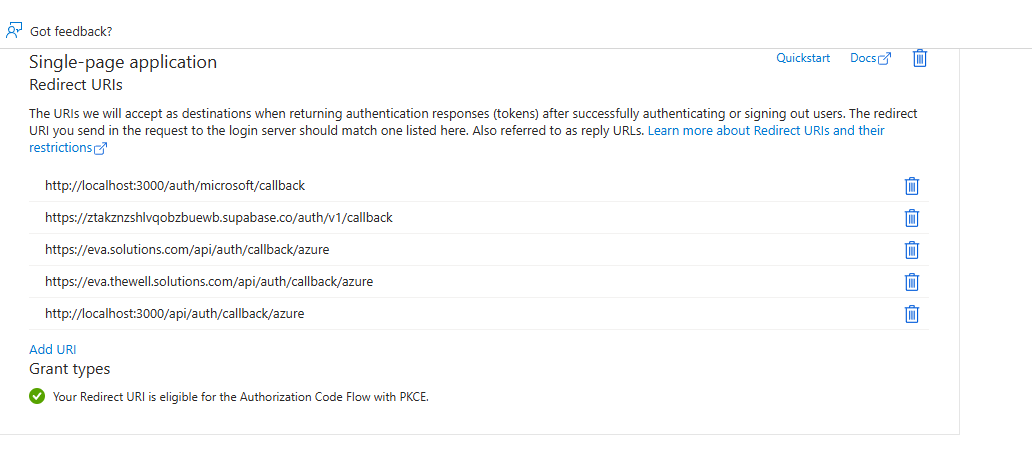 Got feedback?
Single-page application
Quickstart
Docs
Redirect URIs
The URIs we will accept as destinations when returning authentication responses (tokens) after successfully authenticating or signing out users. The redirect
URI you send in the request to the login server should match one listed here. Also referred to as reply URLs. Learn more about Redirect URIs and their
restrictions
http://localhost:3000/auth/microsoft/callback
https://ztakznzshlvqobzbuewb.supabase.co/auth/v1/callback
https://eva.solutions.com/api/auth/callback/azure
https://eva.thewell.solutions.com/api/auth/callback/azure
http://localhost:3000/api/auth/callback/azure
Add URI
Grant types
Your Redirect URI is eligible for the Authorization Code Flow with PKCE.